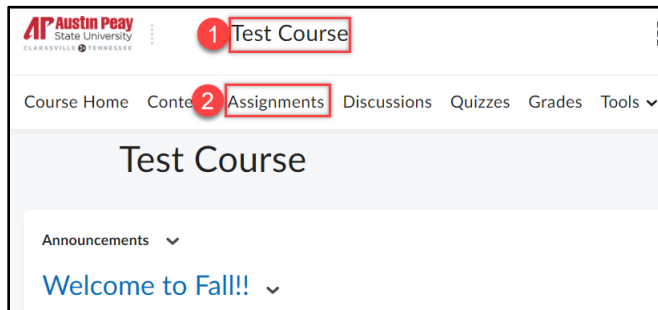 AP Austin Peay
State University
CLARKSVILLE TENNESSEE
1 Test Course
Course Home Conte 2 Assignments Discussions Quizzes Grades Tools
Test Course
Announcements
Welcome to Fall!!